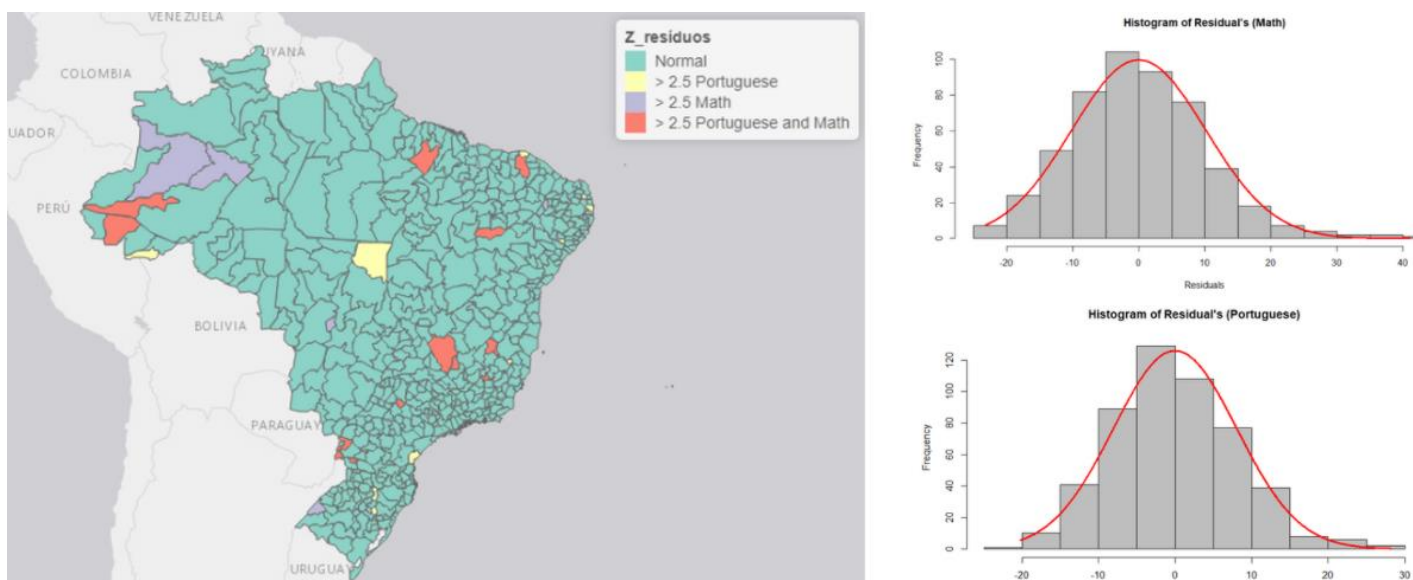 VENEZUELA
UYANA
COLOMBIA
UADOR
PERÚ
BOLIVIA
PARAGUAY
URUGUAY
Z_resíduos
Normal
> 2.5 Portuguese
> 2.5 Math
> 2.5 Portuguese and Math
Histogram of Residual's (Math)
Frequency
0 20 40 60 80 100
-20 -10 0 10 20 30 40
Residuals
Histogram of Residual's (Portuguese)
Frequency
0 20 40 60 80 100 120
-20 -10 0 10 20 30